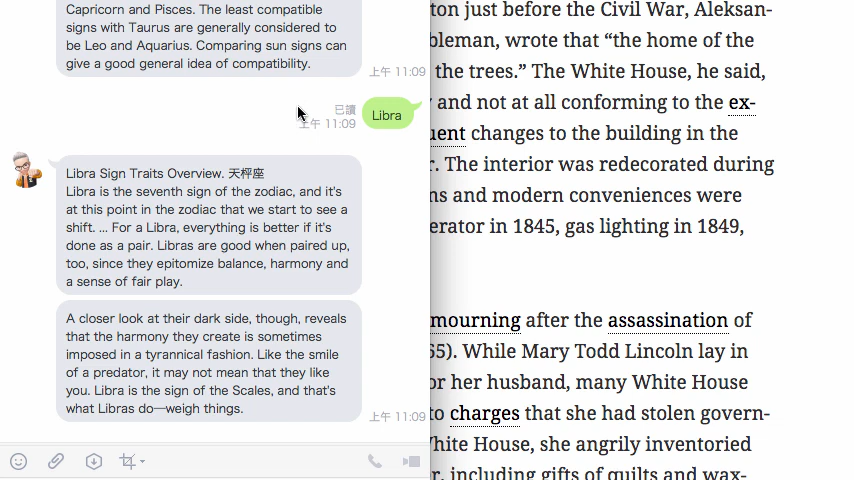 Capricorn and Pisces. The least compatible
signs with Taurus are generally considered to
be Leo and Aquarius. Comparing sun signs can
give a good general idea of compatibility.
上午 11:09
已讀
上午 11:09
Libra
Libra Sign Traits Overview. 天秤座
Libra is the seventh sign of the zodiac, and it's
at this point in the zodiac that we start to see a
shift. ... For a Libra, everything is better if it's
done as a pair. Libras are good when paired up,
too, since they epitomize balance, harmony and
a sense of fair play.
A closer look at their dark side, though, reveals
that the harmony they create is sometimes
imposed in a tyrannical fashion. Like the smile
of a predator, it may not mean that they like
you. Libra is the sign of the Scales, and that's
what Libras do—weigh things.
上午 11:09
ton just before the Civil War, Aleksan-
bleman, wrote that “the home of the
the trees.” The White House, he said,
and not at all conforming to the ex-
uent changes to the building in the
r. The interior was redecorated during
ns and modern conveniences were
erator in 1845, gas lighting in 1849,
mourning after the assassination of
65). While Mary Todd Lincoln lay in
or her husband, many White House
to charges that she had stolen govern-
hite House, she angrily inventoried
r, including gifts of quilts and wax-